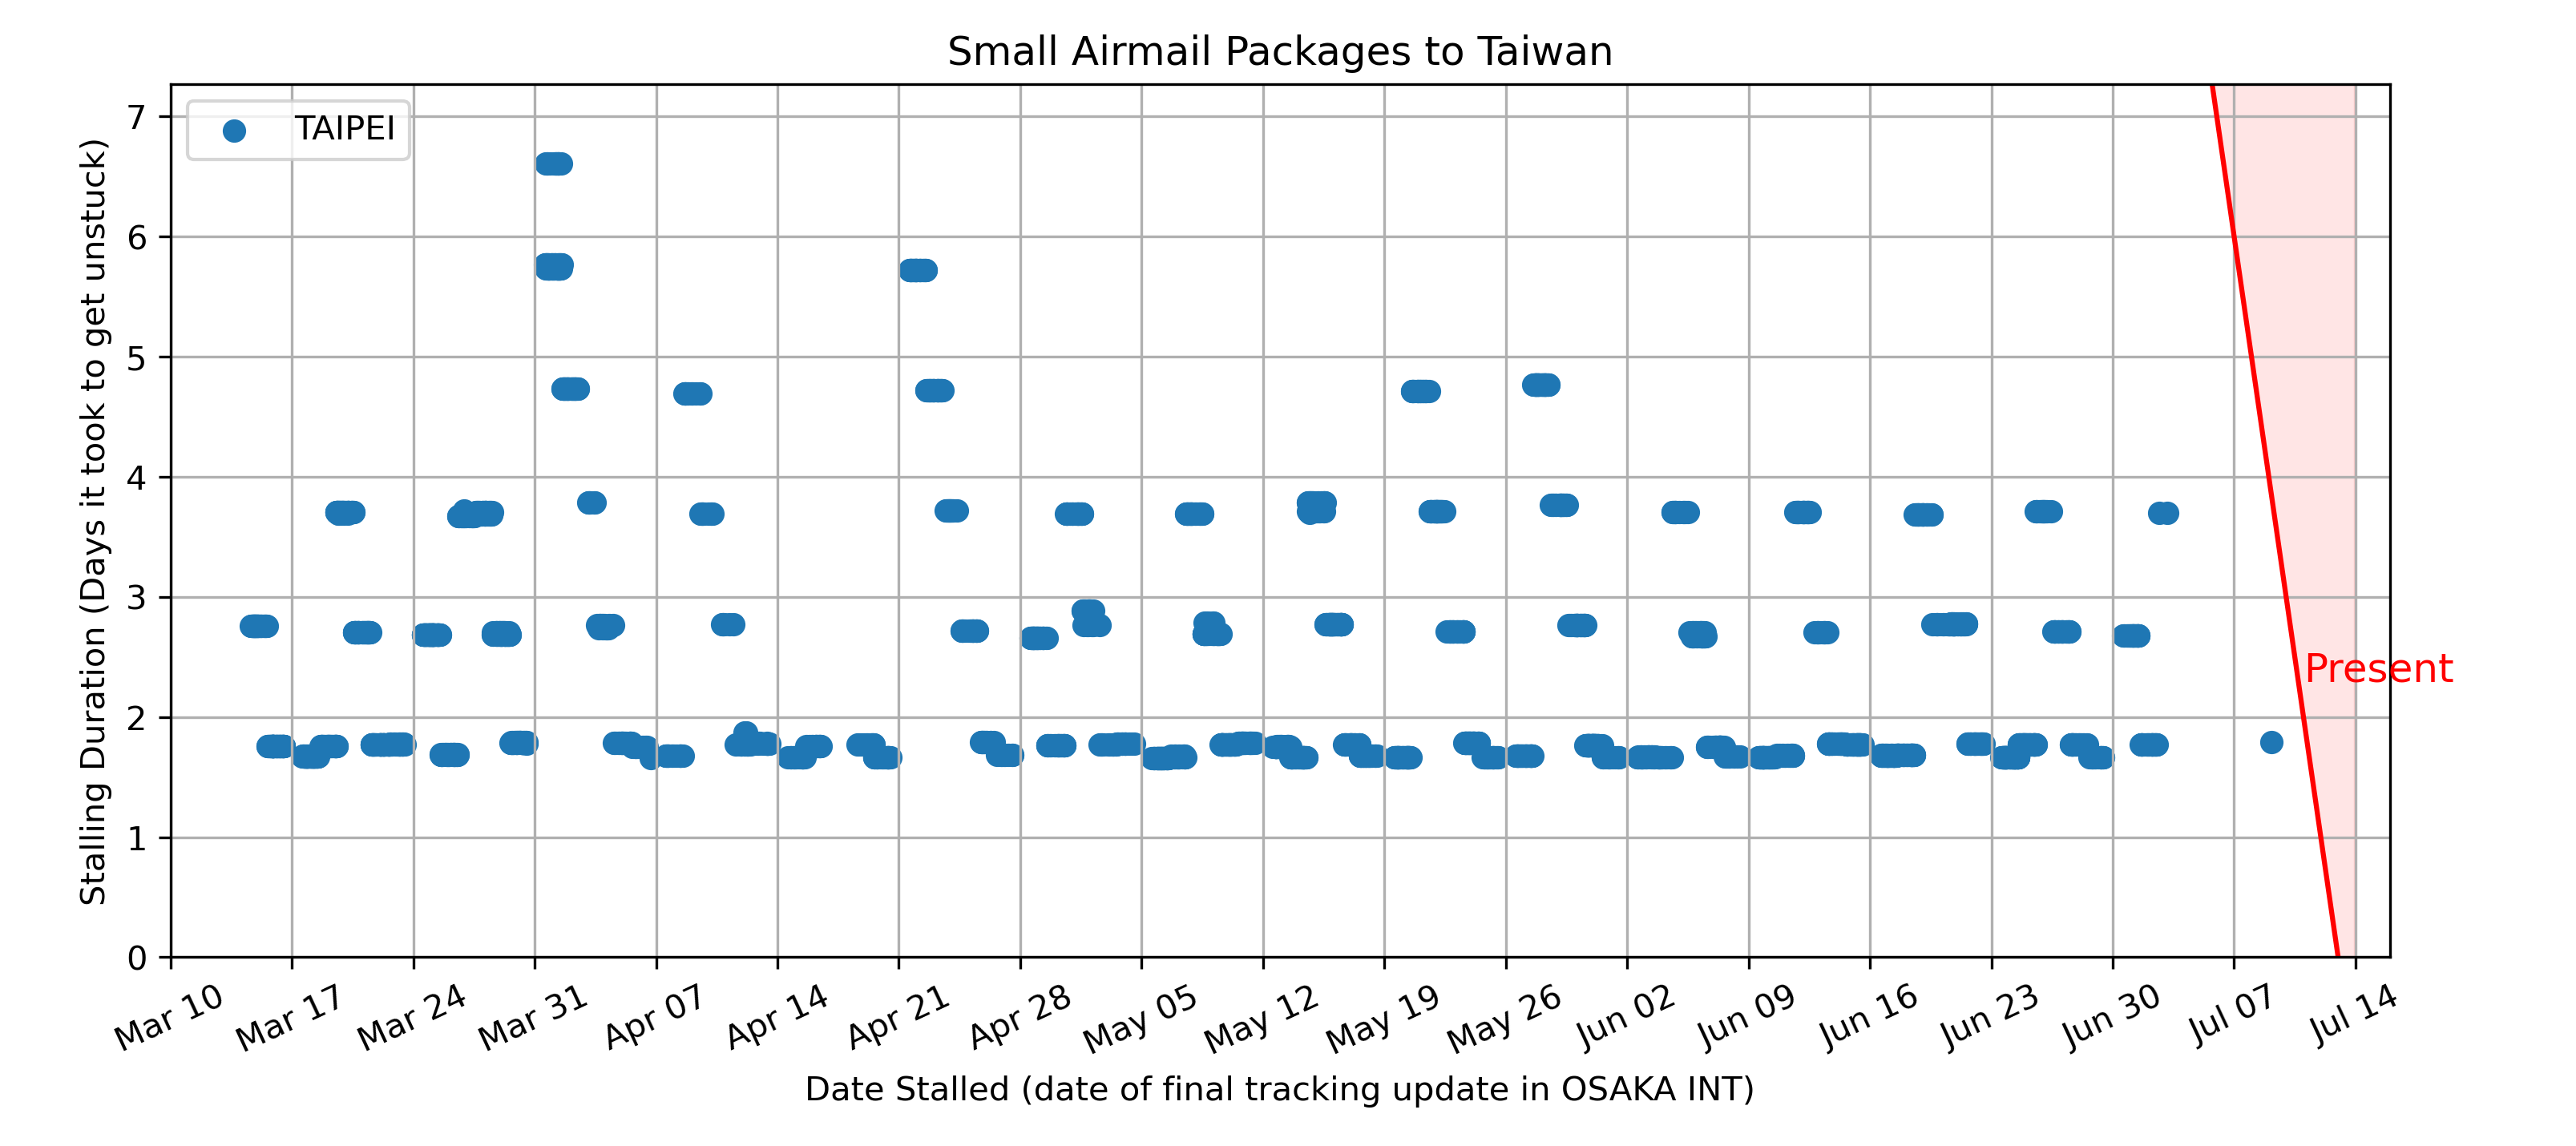 Small Airmail Packages to Taiwan
TAIPEI
Stalling Duration (Days it took to get unstuck)
7
6
5
4
3
2
1
0
Present
Mar 10
Mar 17
Mar 24
Mar 31
Apr 07
Apr 14
Apr 21
Apr 28
May 05
May 12
May 19
May 26
Jun 02
Jun 09
Jun 16
Jun 23
Jun 30
Jul 07
Jul 14
Date Stalled (date of final tracking update in OSAKA INT)